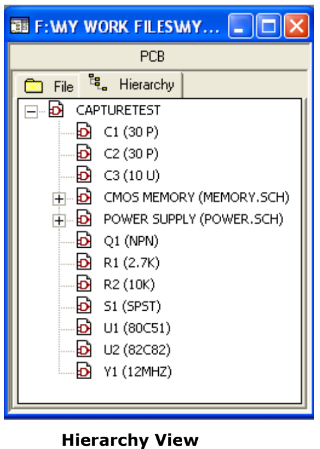 F:\MY WORK FILES\MY...
PCB
File Hierarchy
CAPTURETEST
C1 (30 P)
C2 (30 P)
C3 (10 U)
CMOS MEMORY (MEMORY.SCH)
POWER SUPPLY (POWER.SCH)
Q1 (NPN)
R1 (2.7K)
R2 (10K)
S1 (SPST)
U1 (80C51)
U2 (82C82)
Y1 (12MHZ)
Hierarchy View